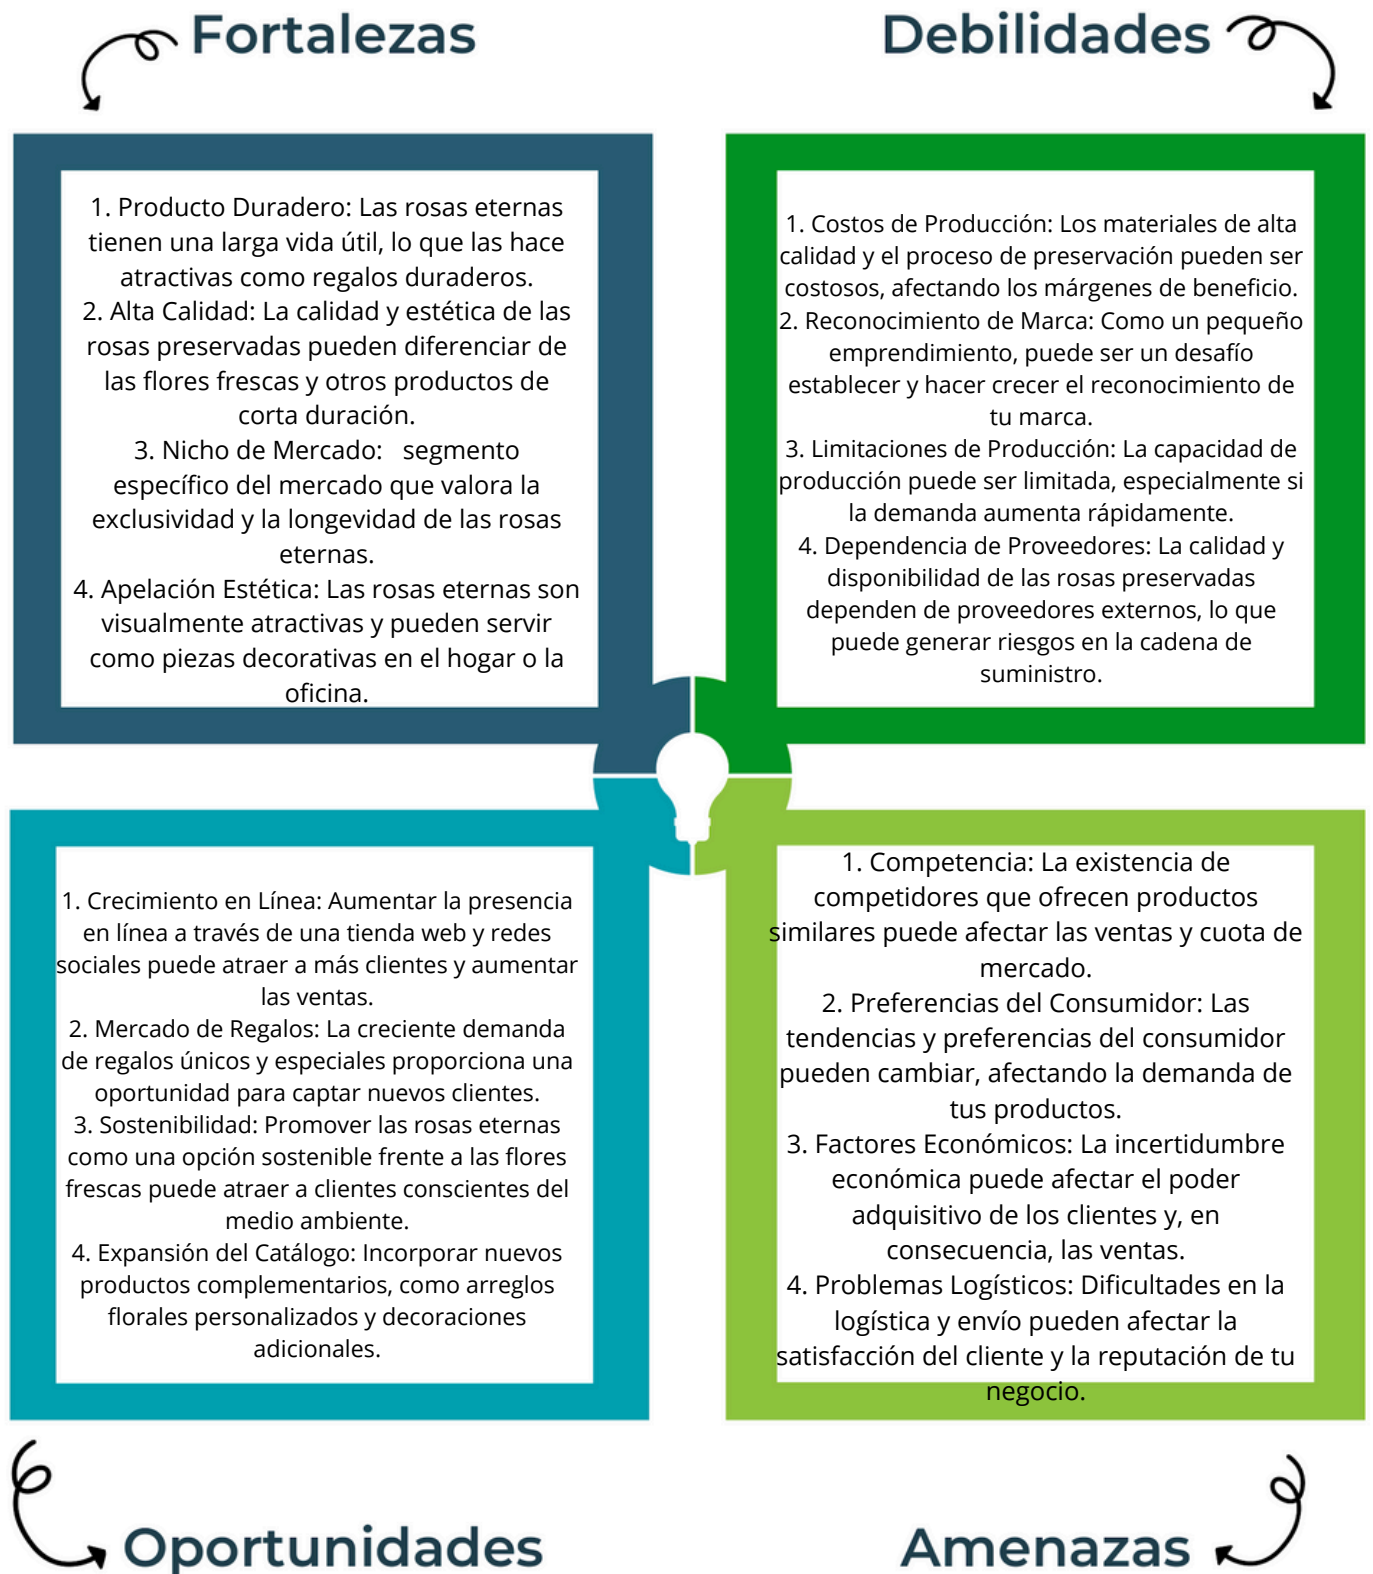 Fortalezas
1. Producto Duradero: Las rosas eternas
tienen una larga vida útil, lo que las hace
atractivas como regalos duraderos.
2. Alta Calidad: La calidad y estética de las
rosas preservadas pueden diferenciar de
las flores frescas y otros productos de
corta duración.
3. Nicho de Mercado: segmento
específico del mercado que valora la
exclusividad y la longevidad de las rosas
eternas.
4. Apelación Estética: Las rosas eternas son
visualmente atractivas y pueden servir
como piezas decorativas en el hogar o la
oficina.
Debilidades
1. Costos de Producción: Los materiales de alta
calidad y el proceso de preservación pueden ser
costosos, afectando los márgenes de beneficio.
2. Reconocimiento de Marca: Como un pequeño
emprendimiento, puede ser un desafío
establecer y hacer crecer el reconocimiento de
tu marca.
3. Limitaciones de Producción: La capacidad de
producción puede ser limitada, especialmente si
la demanda aumenta rápidamente.
4. Dependencia de Proveedores: La calidad y
disponibilidad de las rosas preservadas
dependen de proveedores externos, lo que
puede generar riesgos en la cadena de
suministro.
1. Crecimiento en Línea: Aumentar la presencia
en línea a través de una tienda web y redes
sociales puede atraer a más clientes y aumentar
las ventas.
2. Mercado de Regalos: La creciente demanda
de regalos únicos y especiales proporciona una
oportunidad para captar nuevos clientes.
3. Sostenibilidad: Promover las rosas eternas
como una opción sostenible frente a las flores
frescas puede atraer a clientes conscientes del
medio ambiente.
4. Expansión del Catálogo: Incorporar nuevos
productos complementarios, como arreglos
florales personalizados y decoraciones
adicionales.
Oportunidades
1. Competencia: La existencia de
competidores que ofrecen productos
similares puede afectar las ventas y cuota de
mercado.
2. Preferencias del Consumidor: Las
tendencias y preferencias del consumidor
pueden cambiar, afectando la demanda de
tus productos.
3. Factores Económicos: La incertidumbre
económica puede afectar el poder
adquisitivo de los clientes y, en
consecuencia, las ventas.
4. Problemas Logísticos: Dificultades en la
logística y envío pueden afectar la
satisfacción del cliente y la reputación de tu
negocio.
Amenazas